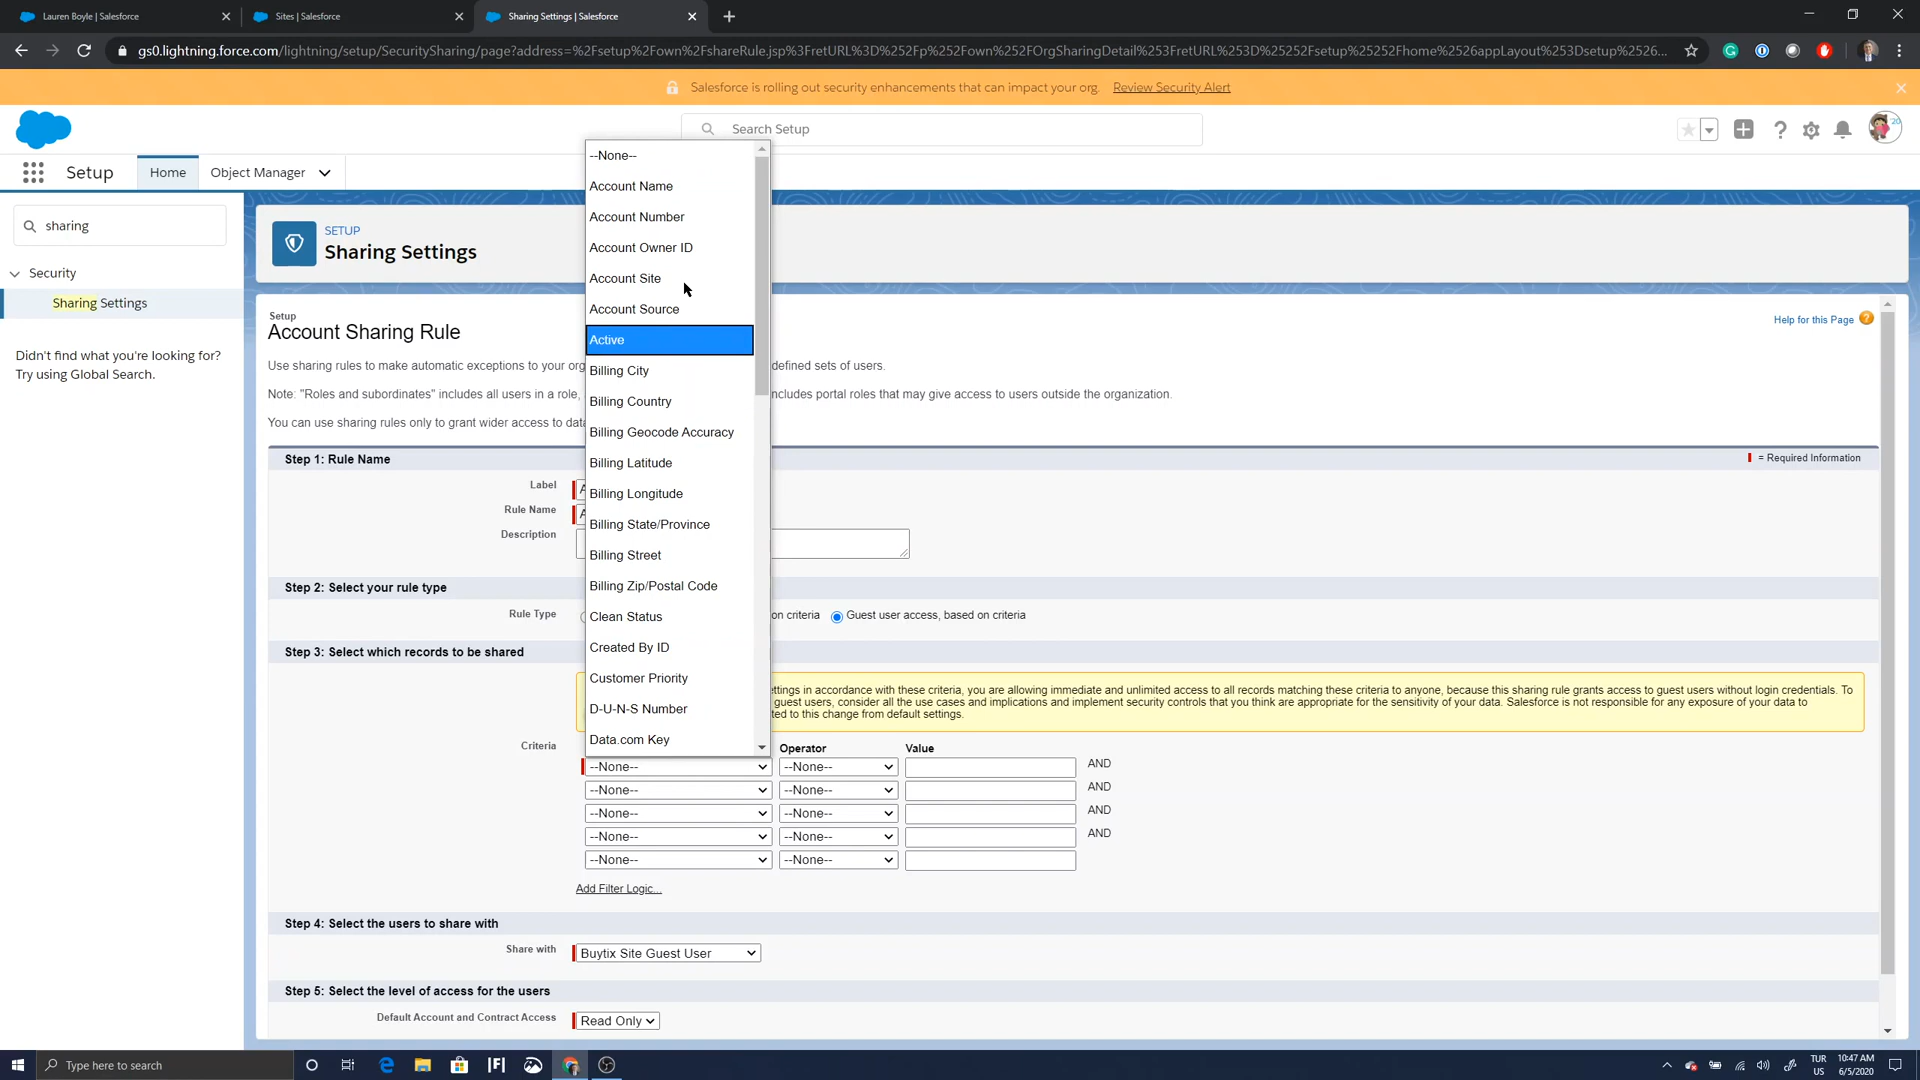 Lauren Boyle | Salesforce
Sites | Salesforce
Sharing Settings | Salesforce
gs0.lightning.force.com/lightning/setup/SecuritySharing/page?address=%2Fsetup%2Fown%2FshareRule.jsp%3FretURL%3D%252Fp%252Fown%252FOrgSharingDetail%253FretURL%253D%25252Fsetup%25252Fhome%2526appLayout%253Dsetup%2526...
Salesforce is rolling out security enhancements that can impact your org. Review Security Alert
Search Setup
Setup
Home
Object Manager
sharing
Security
Sharing Settings
Didn't find what you're looking for?
Try using Global Search.
SETUP
Sharing Settings
Setup
Account Sharing Rule
Help for this Page
Use sharing rules to make automatic exceptions to your org
defined sets of users.
Note: "Roles and subordinates" includes all users in a role,
includes portal roles that may give access to users outside the organization.
You can use sharing rules only to grant wider access to data
--None--
Account Name
Account Number
Account Owner ID
Account Site
Account Source
Active
Billing City
Billing Country
Billing Geocode Accuracy
Billing Latitude
Billing Longitude
Billing State/Province
Billing Street
Billing Zip/Postal Code
Clean Status
Created By ID
Customer Priority
D-U-N-S Number
Data.com Key
Step 1: Rule Name
= Required Information
Label
Rule Name
Description
Step 2: Select your rule type
Rule Type
on criteria
Guest user access, based on criteria
Step 3: Select which records to be shared
ttings in accordance with these criteria, you are allowing immediate and unlimited access to all records matching these criteria to anyone, because this sharing rule grants access to guest users without login credentials. To
guest users, consider all the use cases and implications and implement security controls that you think are appropriate for the sensitivity of your data. Salesforce is not responsible for any exposure of your data to
ted to this change from default settings.
Criteria
Operator
Value
--None-- --None-- AND
--None-- --None-- AND
--None-- --None-- AND
--None-- --None-- AND
--None-- --None--
Add Filter Logic...
Step 4: Select the users to share with
Share with
Buytix Site Guest User
Step 5: Select the level of access for the users
Default Account and Contract Access
Read Only
Type here to search
TUR
US
10:47 AM
6/5/2020